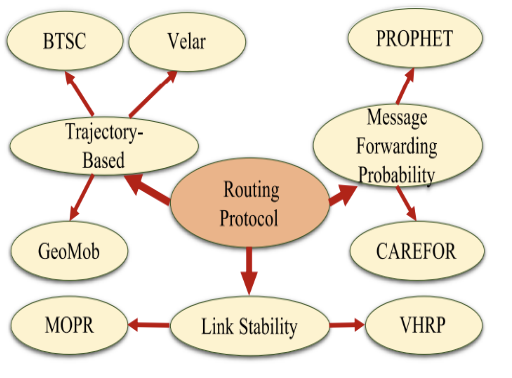 BTSC
Velar
PROPHET
Trajectory-
Based
Message
Forwarding
Probability
Routing
Protocol
GeoMob
CAREFOR
MOPR
Link Stability
VHRP